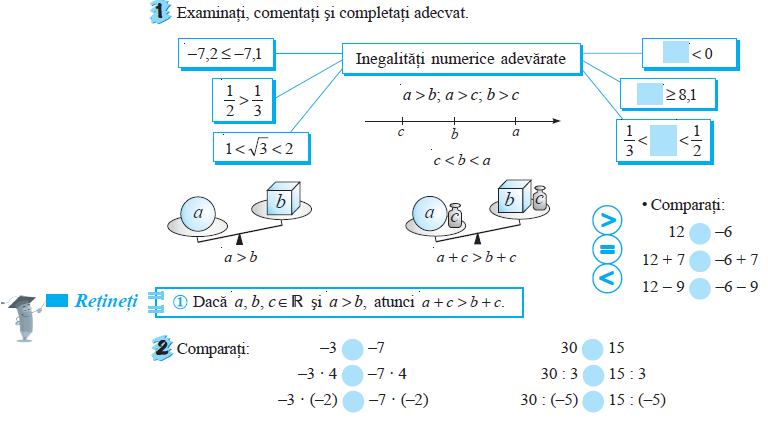 1 Examinați, comentați și completați adecvat.
−7,2 ≤ −7,1
Inegalități numerice adevărate
< 0
1/2 > 1/3
a > b; a > c; b > c
≥ 8,1
c b a
1 < √3 < 2
1/3 < < 1/2
c < b < a
a b
a c b c
a > b
a + c > b + c
>
=
<
• Comparați:
12 −6
12 + 7 −6 + 7
12 − 9 −6 − 9
Rețineți
① Dacă a, b, c ∈ ℝ și a > b, atunci a + c > b + c.
2 Comparați:
−3 −7
−3 · 4 −7 · 4
−3 · (−2) −7 · (−2)
30 15
30 : 3 15 : 3
30 : (−5) 15 : (−5)